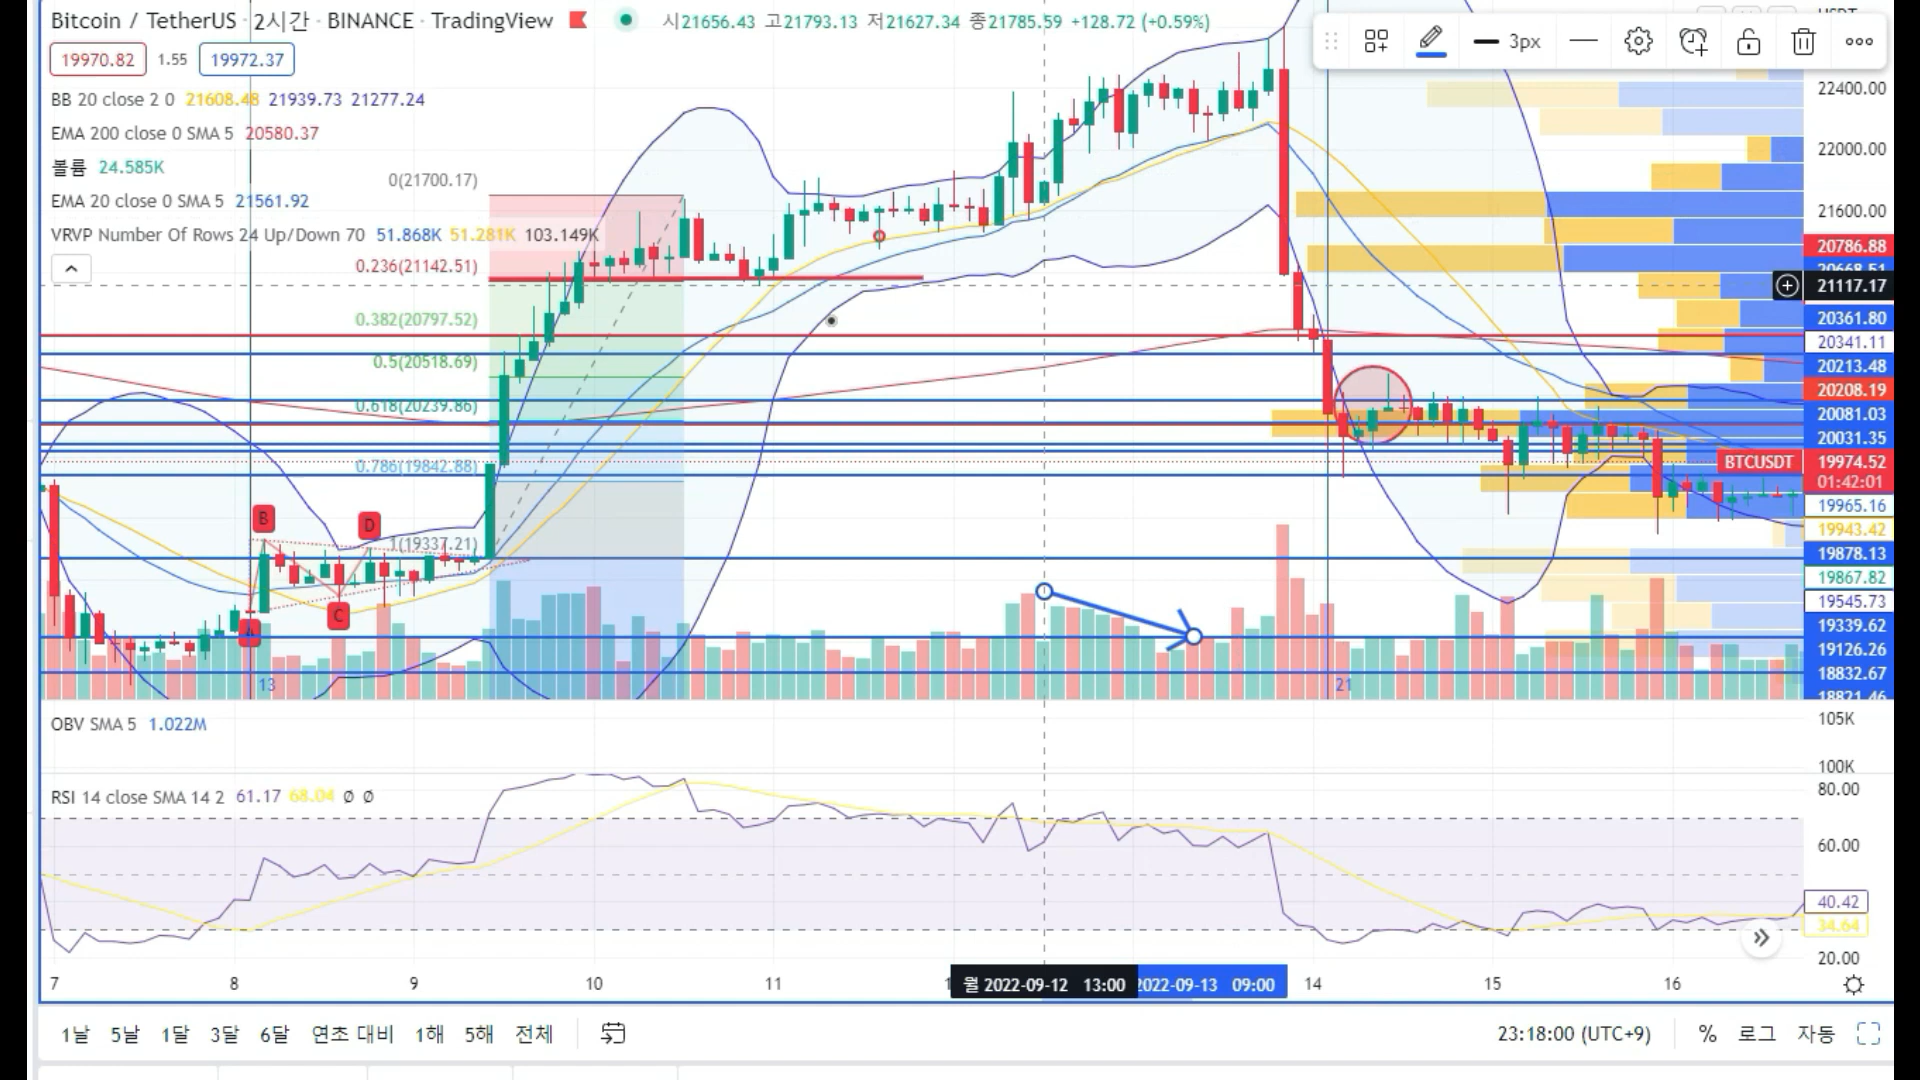 Bitcoin / TetherUS · 2시간 · BINANCE · TradingView 시21656.43 고21793.13 저21627.34 종21785.59 +128.72 (+0.59%)
3px
19970.82 1.55 19972.37
BB 20 close 2 0 21608.48 21939.73 21277.24
EMA 200 close 0 SMA 5 20580.37
볼륨 24.585K
EMA 20 close 0 SMA 5 21561.92
VRVP Number Of Rows 24 Up/Down 70 51.868K 51.281K 103.149K
0(21700.17)
0.236(21142.51)
0.382(20797.52)
0.5(20518.69)
0.618(20239.86)
0.786(19842.88)
1(19337.21)
B
D
C
13
21
22400.00
22000.00
21600.00
20786.88
20668.51
21117.17
20361.80
20341.11
20213.48
20208.19
20081.03
20031.35
BTCUSDT 19974.52
01:42:01
19965.16
19943.42
19878.13
19867.82
19545.73
19339.62
19126.26
18832.67
18821.46
OBV SMA 5 1.022M
105K
100K
RSI 14 close SMA 14 2 61.17 68.04 Ø Ø
80.00
60.00
40.42
34.64
20.00
7 8 9 10 11 월 2022-09-12 13:00 2022-09-13 09:00 14 15 16
1날 5날 1달 3달 6달 연초 대비 1해 5해 전체 23:18:00 (UTC+9) % 로그 자동